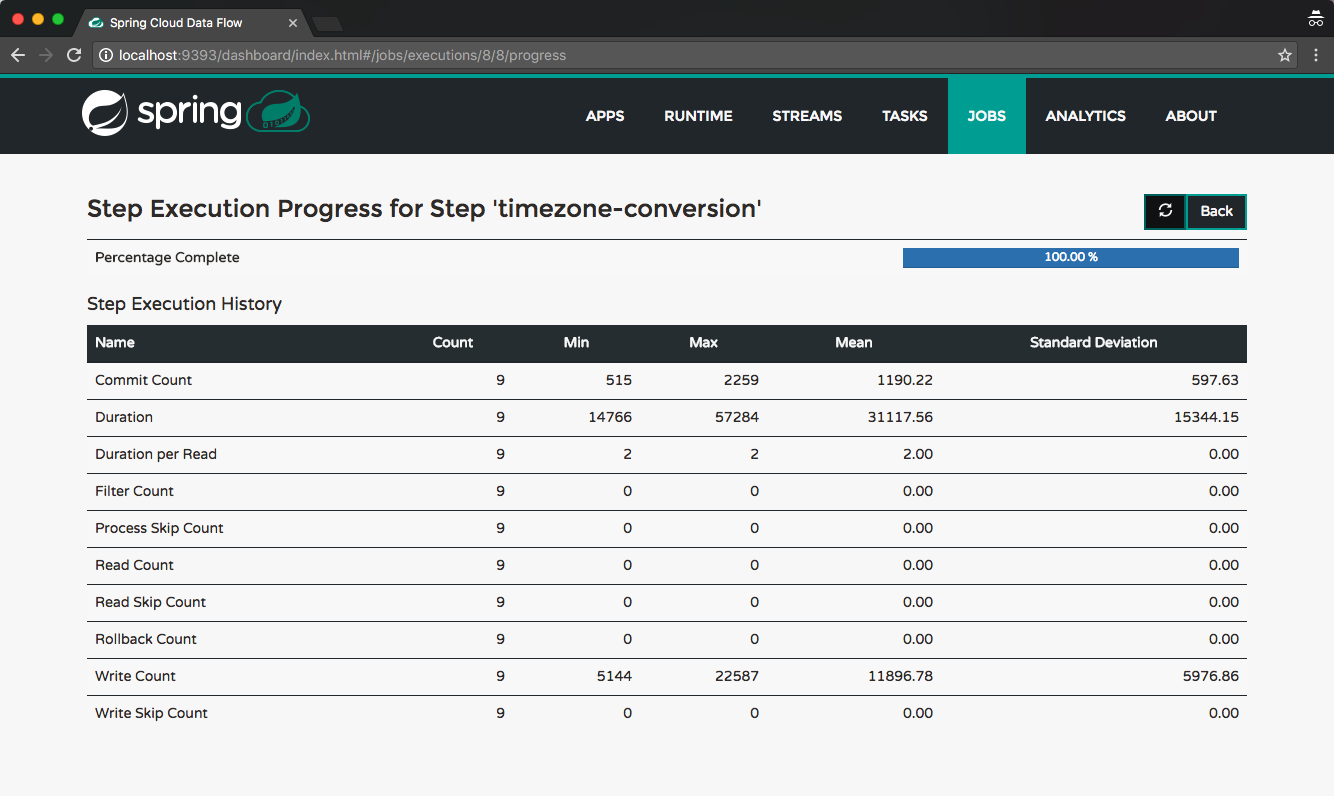 Spring Cloud Data Flow
localhost:9393/dashboard/index.html#/jobs/executions/8/8/progress
spring APPS RUNTIME STREAMS TASKS JOBS ANALYTICS ABOUT
Step Execution Progress for Step 'timezone-conversion' Back
Percentage Complete 100.00 %
Step Execution History
Name Count Min Max Mean Standard Deviation
Commit Count 9 515 2259 1190.22 597.63
Duration 9 14766 57284 31117.56 15344.15
Duration per Read 9 2 2 2.00 0.00
Filter Count 9 0 0 0.00 0.00
Process Skip Count 9 0 0 0.00 0.00
Read Count 9 0 0 0.00 0.00
Read Skip Count 9 0 0 0.00 0.00
Rollback Count 9 0 0 0.00 0.00
Write Count 9 5144 22587 11896.78 5976.86
Write Skip Count 9 0 0 0.00 0.00